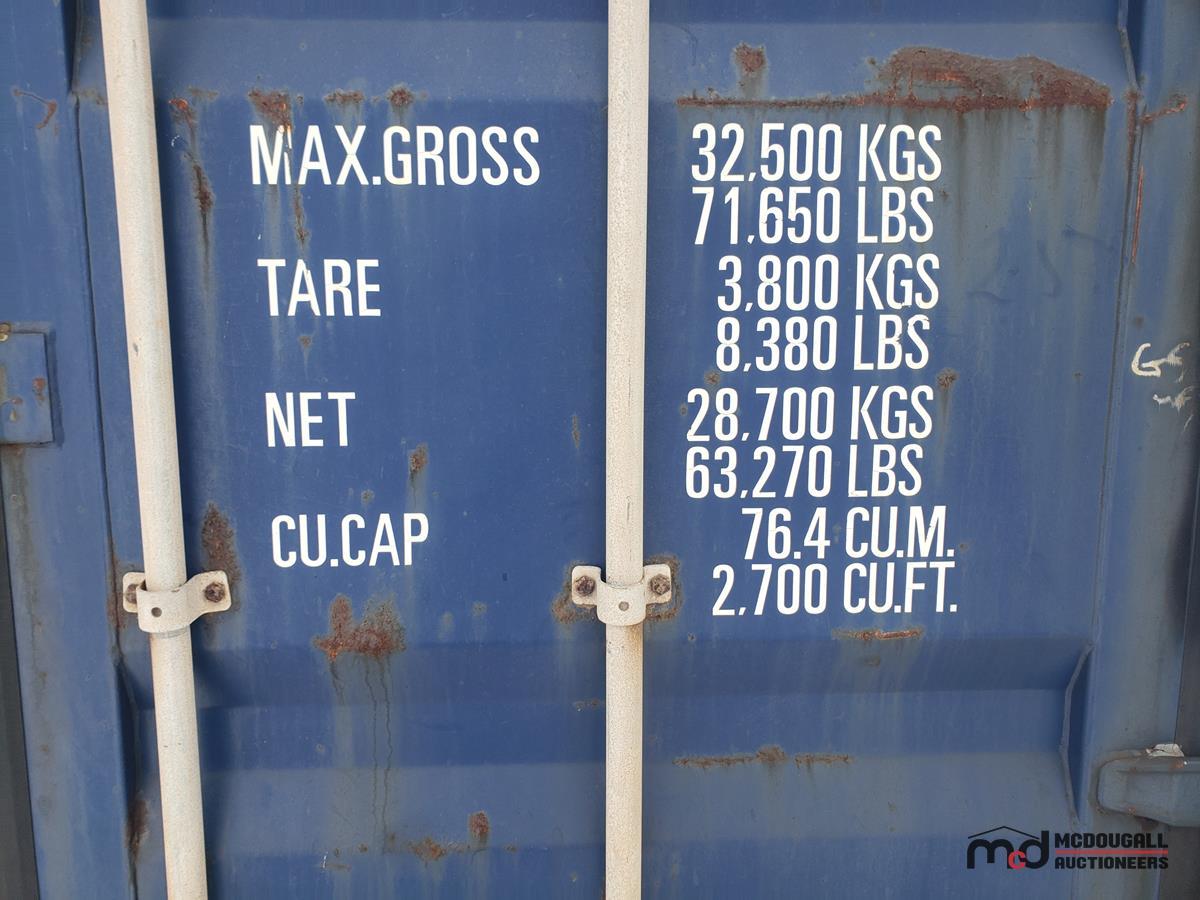 MAX.GROSS 32,500 KGS
71,650 LBS
TARE 3,800 KGS
8,380 LBS
NET 28,700 KGS
63,270 LBS
CU.CAP 76.4 CU.M.
2,700 CU.FT.
mcd MCDOUGALL
AUCTIONEERS